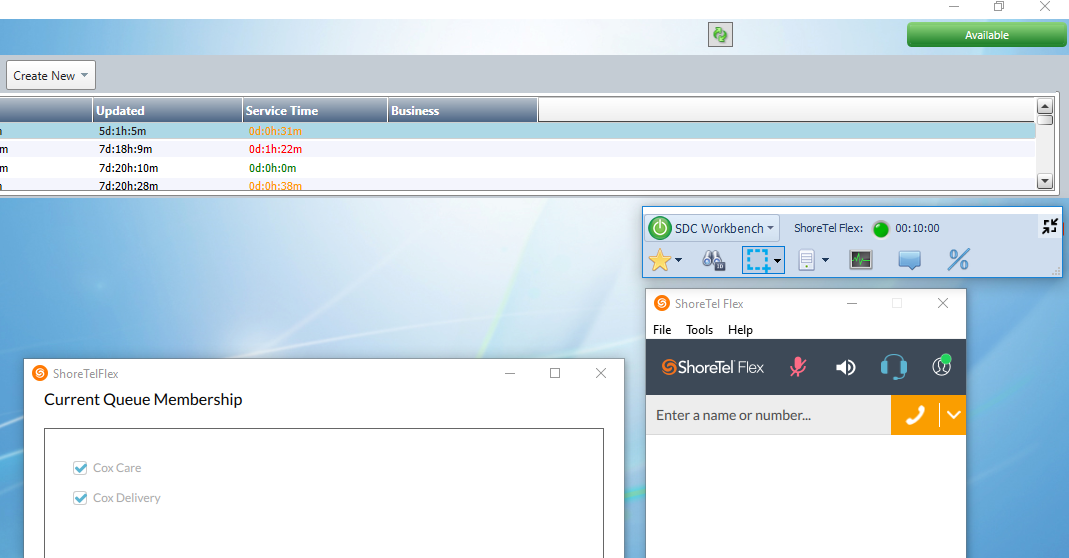 Available
Create New
Updated Service Time Business
5d:1h:5m 0d:0h:31m
m 7d:18h:9m 0d:1h:22m
m 7d:20h:10m 0d:0h:0m
7d:20h:28m 0d:0h:38m
SDC Workbench ShoreTel Flex: 00:10:00
10
ShoreTel Flex
File Tools Help
ShoreTel Flex
Enter a name or number...
ShoreTelFlex
Current Queue Membership
Cox Care
Cox Delivery